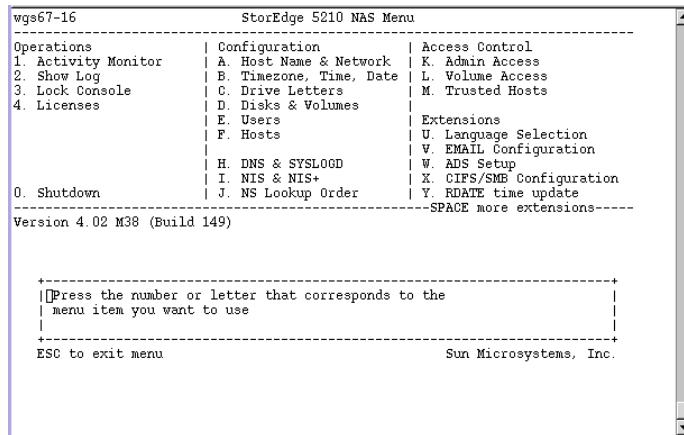 wgs67-16 StorEdge 5210 NAS Menu
--------------------------------------------------------------------------------
Operations | Configuration | Access Control
1. Activity Monitor | A. Host Name & Network | K. Admin Access
2. Show Log | B. Timezone, Time, Date | L. Volume Access
3. Lock Console | C. Drive Letters | M. Trusted Hosts
4. Licenses | D. Disks & Volumes |
| E. Users | Extensions
| F. Hosts | U. Language Selection
| | V. EMAIL Configuration
| H. DNS & SYSLOGD | W. ADS Setup
| I. NIS & NIS+ | X. CIFS/SMB Configuration
0. Shutdown | J. NS Lookup Order | Y. RDATE time update
-----------------------------------------------------SPACE more extensions-----
Version 4.02 M38 (Build 149)
+-------------------------------------------------------------------------+
| Press the number or letter that corresponds to the |
| menu item you want to use |
| |
+-------------------------------------------------------------------------+
ESC to exit menu Sun Microsystems, Inc.